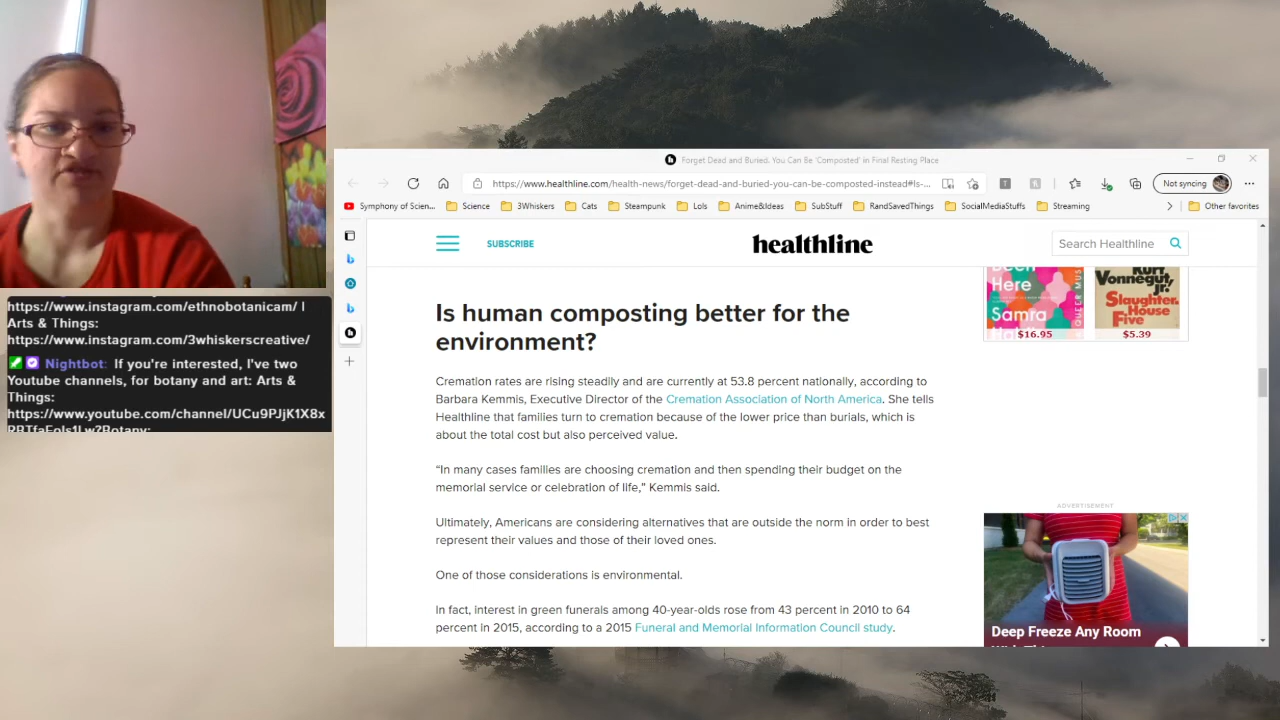 https://www.instagram.com/ethnobotanicam/ |
Arts & Things:
https://www.instagram.com/3whiskerscreative/
Nightbot: If you're interested, I've two
Youtube channels, for botany and art: Arts &
Things:
https://www.youtube.com/channel/UCu9PJjK1X8x
Forget Dead and Buried. You Can Be 'Composted' in Final Resting Place
https://www.healthline.com/health-news/forget-dead-and-buried-you-can-be-composted-instead#Is-...
Not syncing
Symphony of Scien... Science 3Whiskers Cats Steampunk Lols Anime&Ideas SubStuff RandSavedThings SocialMediaStuffs Streaming Other favorites
SUBSCRIBE healthline Search Healthline
Here
Samra
$16.95
Kurt
Vonnegut,
Jr.
Slaughter-
House
Five
$5.39
Is human composting better for the
environment?
Cremation rates are rising steadily and are currently at 53.8 percent nationally, according to
Barbara Kemmis, Executive Director of the Cremation Association of North America. She tells
Healthline that families turn to cremation because of the lower price than burials, which is
about the total cost but also perceived value.
“In many cases families are choosing cremation and then spending their budget on the
memorial service or celebration of life,” Kemmis said.
Ultimately, Americans are considering alternatives that are outside the norm in order to best
represent their values and those of their loved ones.
One of those considerations is environmental.
In fact, interest in green funerals among 40-year-olds rose from 43 percent in 2010 to 64
percent in 2015, according to a 2015 Funeral and Memorial Information Council study.
ADVERTISEMENT
Deep Freeze Any Room